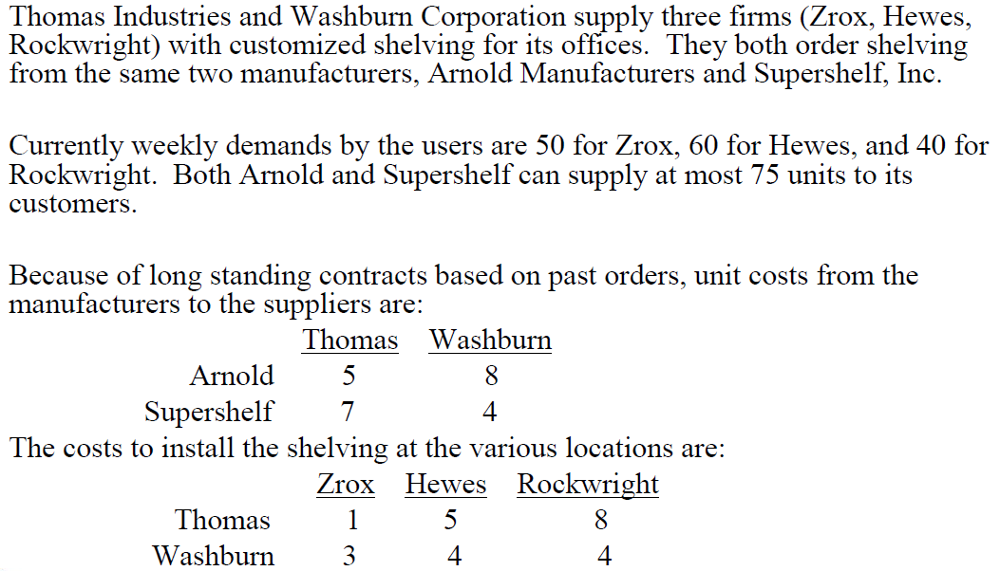 Thomas Industries and Washburn Corporation supply three firms (Zrox, Hewes,
Rockwright) with customized shelving for its offices. They both order shelving
from the same two manufacturers, Arnold Manufacturers and Supershelf, Inc.
Currently weekly demands by the users are 50 for Zrox, 60 for Hewes, and 40 for
Rockwright. Both Arnold and Supershelf can supply at most 75 units to its
customers.
Because of long standing contracts based on past orders, unit costs from the
manufacturers to the suppliers are:
Thomas Washburn
Arnold 5 8
Supershelf 7 4
The costs to install the shelving at the various locations are:
Zrox Hewes Rockwright
Thomas 1 5 8
Washburn 3 4 4